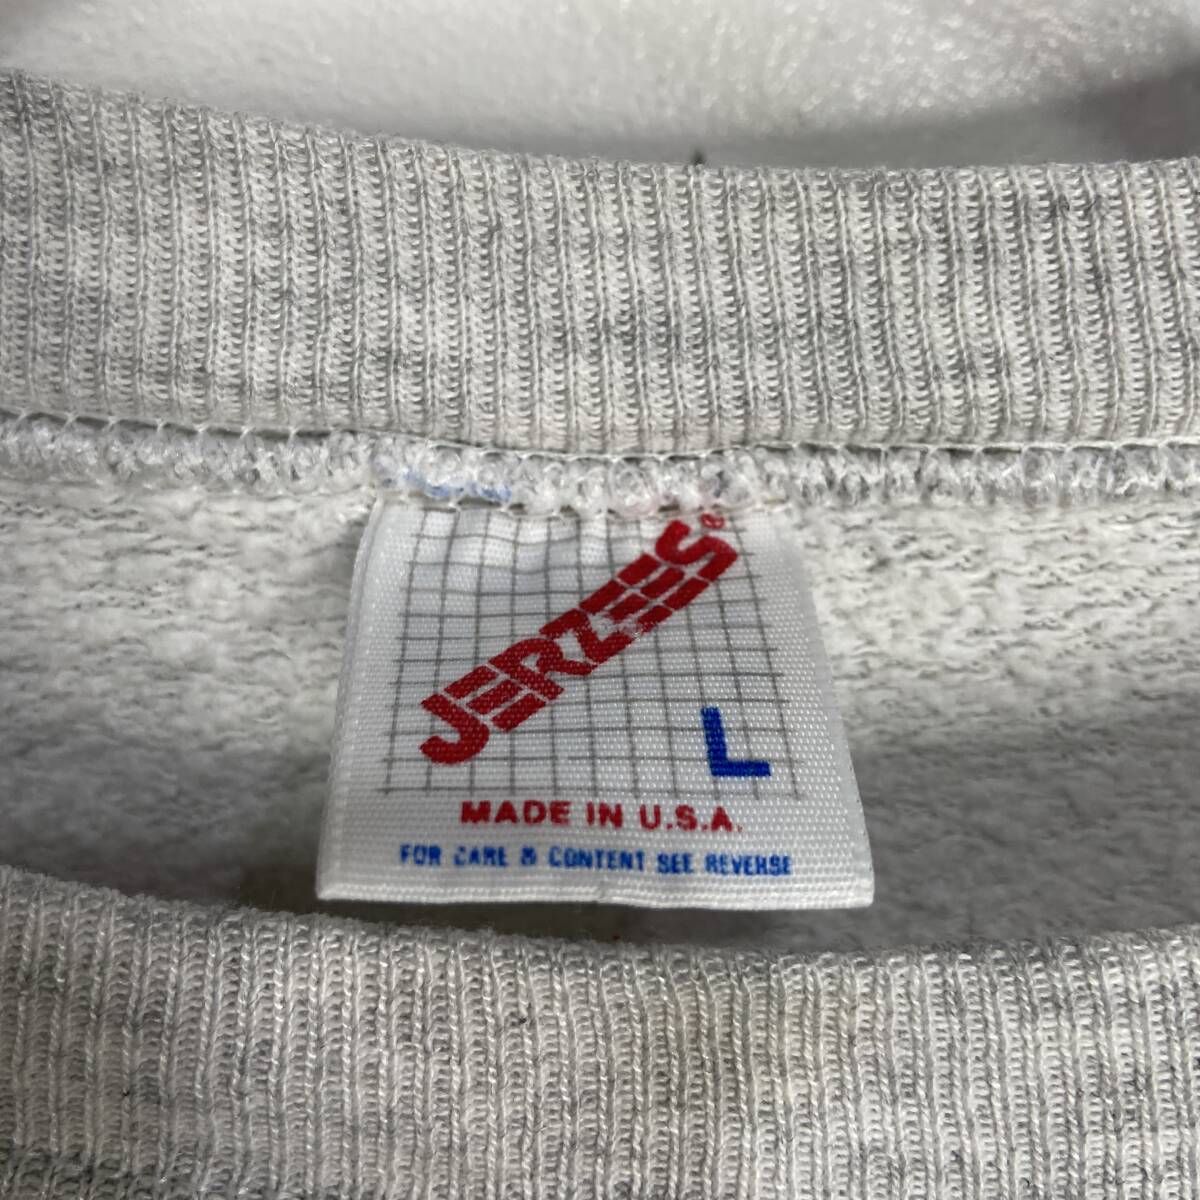 JERZEES®
L
MADE IN U.S.A.
FOR CARE & CONTENT SEE REVERSE